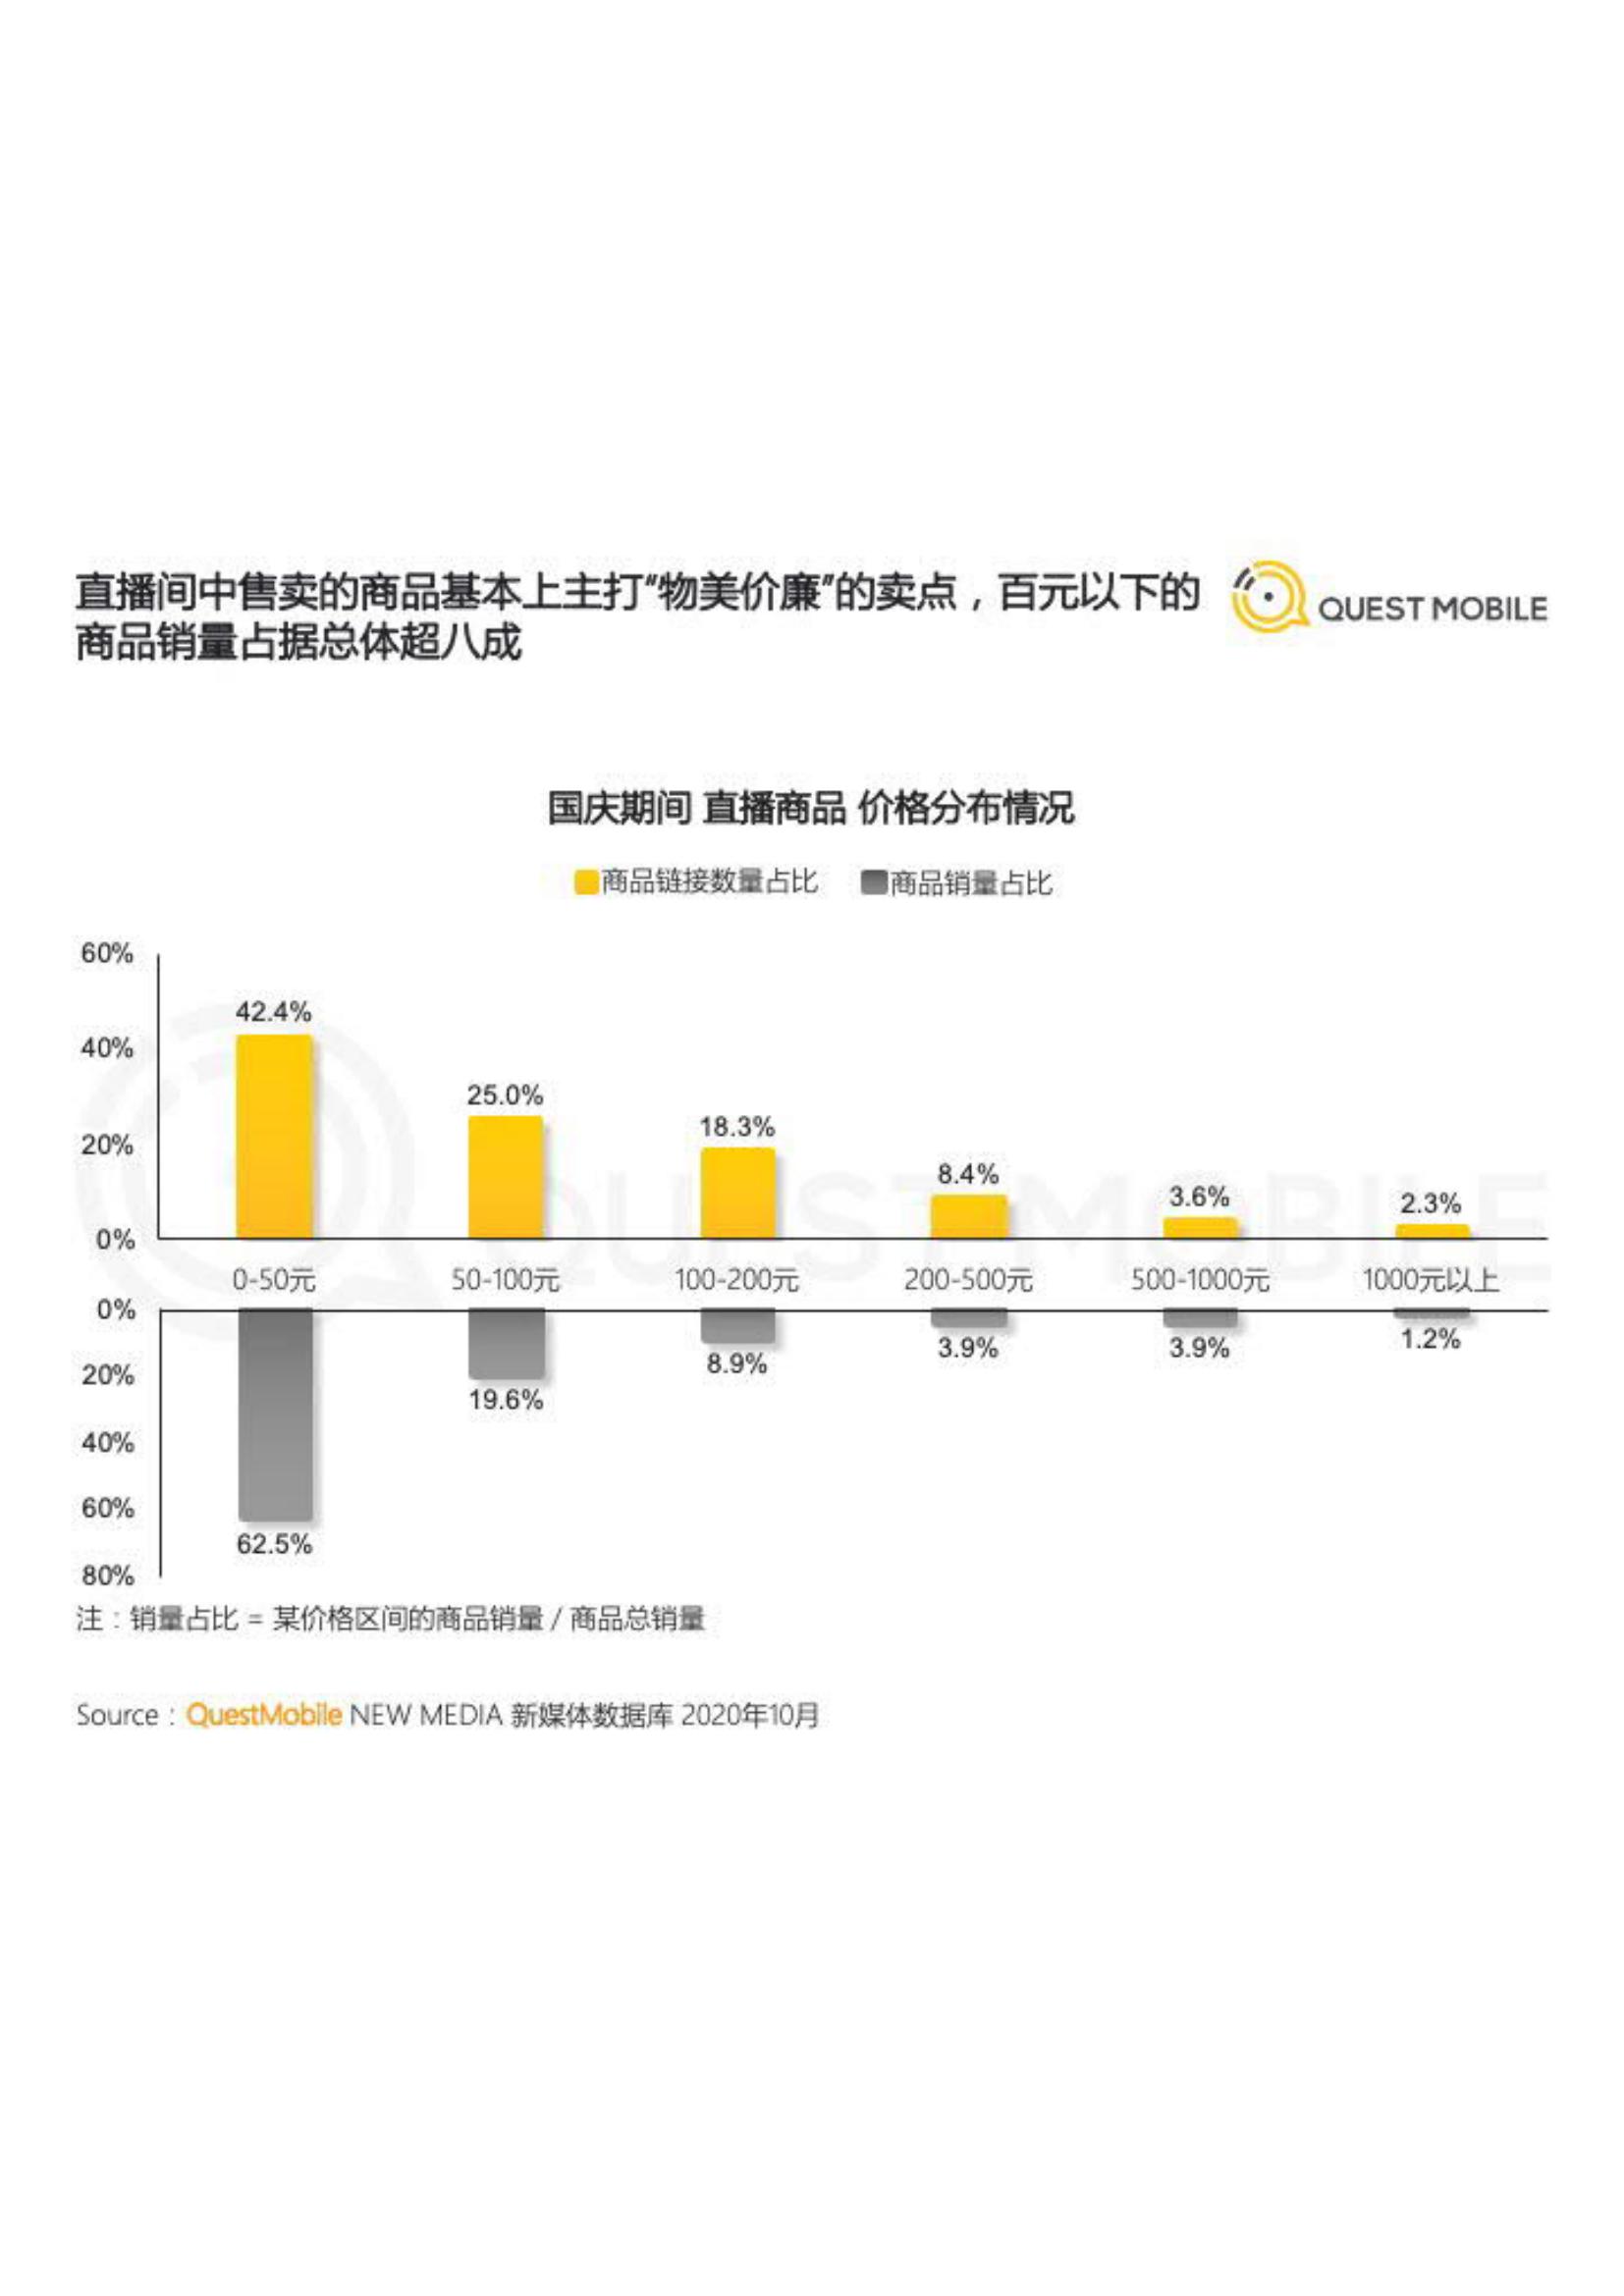 直播间中售卖的商品基本上主打“物美价廉”的卖点，百元以下的
商品销量占据总体超八成
QUEST MOBILE
国庆期间 直播商品 价格分布情况
商品链接数量占比 商品销量占比
60%
42.4%
40%
25.0%
18.3%
20%
8.4%
3.6%
2.3%
0%
0-50元 50-100元 100-200元 200-500元 500-1000元 1000元以上
0%
3.9% 3.9% 1.2%
8.9%
20%
19.6%
40%
60%
62.5%
80%
注：销量占比 = 某价格区间的商品销量 / 商品总销量
Source：QuestMobile NEW MEDIA 新媒体数据库 2020年10月
QUEST MOBILE